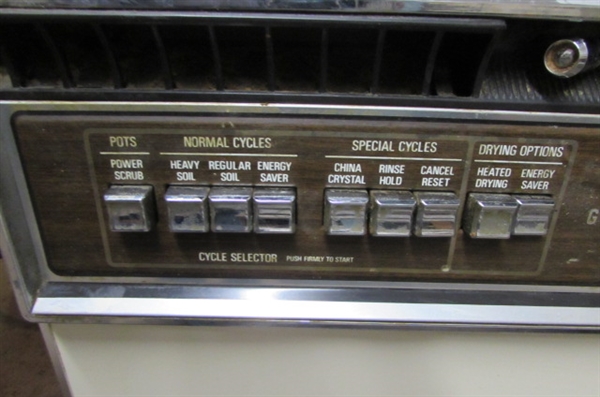 POTS NORMAL CYCLES SPECIAL CYCLES DRYING OPTIONS
POWER SCRUB HEAVY SOIL REGULAR SOIL ENERGY SAVER CHINA CRYSTAL RINSE HOLD CANCEL RESET HEATED DRYING ENERGY SAVER
G
CYCLE SELECTOR PUSH FIRMLY TO START